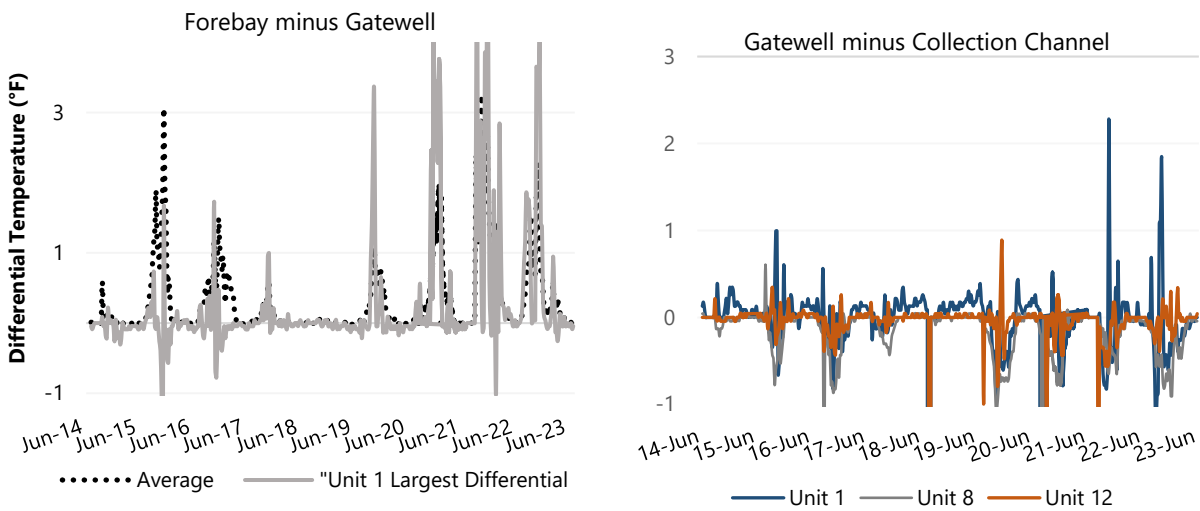 Forebay minus Gatewell
Differential Temperature (°F)
3
1
-1
Jun-14
Jun-15
Jun-16
Jun-17
Jun-18
Jun-19
Jun-20
Jun-21
Jun-22
Jun-23
Average
"Unit 1 Largest Differential
Gatewell minus Collection Channel
3
2
1
0
-1
14-Jun
15-Jun
16-Jun
17-Jun
18-Jun
19-Jun
20-Jun
21-Jun
22-Jun
23-Jun
Unit 1
Unit 8
Unit 12